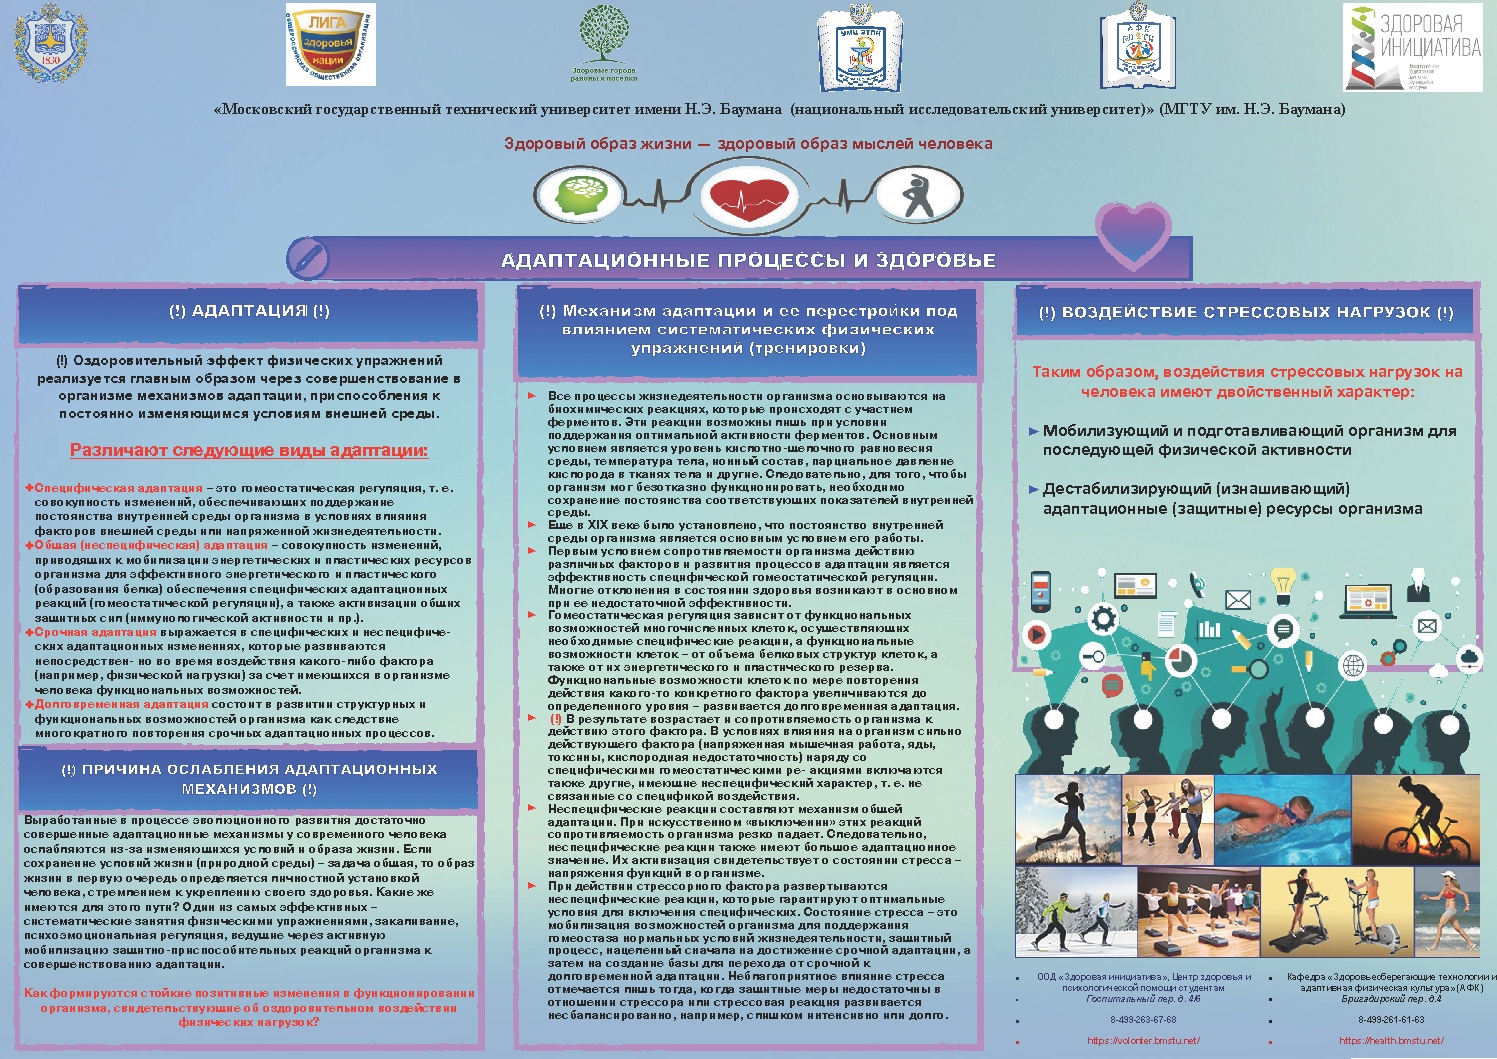 1830
ЛИГА
здоровья
нации
ОБЩЕРОССИЙСКАЯ ОБЩЕСТВЕННАЯ ОРГАНИЗАЦИЯ
Здоровые города
районы и поселки
УМЦ ЗТПИ
ЗДОРОВАЯ
ИНИЦИАТИВА
«Московский государственный технический университет имени Н.Э. Баумана (национальный исследовательский университет)» (МГТУ им. Н.Э. Баумана)
Здоровый образ жизни — здоровый образ мыслей человека
АДАПТАЦИОННЫЕ ПРОЦЕССЫ И ЗДОРОВЬЕ
(!) АДАПТАЦИЯ (!)
(!) Оздоровительный эффект физических упражнений
реализуется главным образом через совершенствование в
организме механизмов адаптации, приспособления к
постоянно изменяющимся условиям внешней среды.
Различают следующие виды адаптации:
Специфическая адаптация – это гомеостатическая регуляция, т. е.
совокупность изменений, обеспечивающих поддержание
постоянства внутренней среды организма в условиях влияния
факторов внешней среды или напряженной жизнедеятельности.
Общая (неспецифическая) адаптация – совокупность изменений,
приводящих к мобилизации энергетических и пластических ресурсов
организма для эффективного энергетического и пластического
(образования белка) обеспечения специфических адаптационных
реакций (гомеостатической регуляции), а также активизации общих
защитных сил (иммунологической активности и пр.).
Срочная адаптация выражается в специфических и неспецифиче-
ских адаптационных изменениях, которые развиваются
непосредствен- но во время воздействия какого-либо фактора
(например, физической нагрузки) за счет имеющихся в организме
человека функциональных возможностей.
Долговременная адаптация состоит в развитии структурных и
функциональных возможностей организма как следствие
многократного повторения срочных адаптационных процессов.
(!) ПРИЧИНА ОСЛАБЛЕНИЯ АДАПТАЦИОННЫХ
МЕХАНИЗМОВ (!)
Выработанные в процессе эволюционного развития достаточно
совершенные адаптационные механизмы у современного человека
ослабляются из-за изменяющихся условий и образа жизни. Если
сохранение условий жизни (природной среды) – задача общая, то образ
жизни в первую очередь определяется личностной установкой
человека, стремлением к укреплению своего здоровья. Какие же
имеются для этого пути? Один из самых эффективных –
систематические занятия физическими упражнениями, закаливание,
психоэмоциональная регуляция, ведущие через активную
мобилизацию защитно-приспособительных реакций организма к
совершенствованию адаптации.
Как формируются стойкие позитивные изменения в функционировании
организма, свидетельствующие об оздоровительном воздействии
физических нагрузок?
(!) Механизм адаптации и ее перестройки под
влиянием систематических физических
упражнений (тренировки)
Все процессы жизнедеятельности организма основываются на
биохимических реакциях, которые происходят с участием
ферментов. Эти реакции возможны лишь при условии
поддержания оптимальной активности ферментов. Основным
условием является уровень кислотно-щелочного равновесия
среды, температура тела, ионный состав, парциальное давление
кислорода в тканях тела и другие. Следовательно, для того, чтобы
организм мог безотказно функционировать, необходимо
сохранение постоянства соответствующих показателей внутренней
среды.
Еще в XIX веке было установлено, что постоянство внутренней
среды организма является основным условием его работы.
Первым условием сопротивляемости организма действию
различных факторов и развития процессов адаптации является
эффективность специфической гомеостатической регуляции.
Многие отклонения в состоянии здоровья возникают в основном
при ее недостаточной эффективности.
Гомеостатическая регуляция зависит от функциональных
возможностей многочисленных клеток, осуществляющих
необходимые специфические реакции, а функциональные
возможности клеток – от объема белковых структур клеток, а
также от их энергетического и пластического резерва.
Функциональные возможности клеток по мере повторения
действия какого-то конкретного фактора увеличиваются до
определенного уровня – развивается долговременная адаптация.
(!) В результате возрастает и сопротивляемость организма к
действию этого фактора. В условиях влияния на организм сильно
действующего фактора (напряженная мышечная работа, яды,
токсины, кислородная недостаточность) наряду со
специфическими гомеостатическими ре- акциями включаются
также другие, имеющие неспецифический характер, т. е. не
связанные со спецификой воздействия.
Неспецифические реакции составляют механизм общей
адаптации. При искусственном «выключении» этих реакций
сопротивляемость организма резко падает. Следовательно,
неспецифические реакции также имеют большое адаптационное
значение. Их активизация свидетельствует о состоянии стресса –
напряжения функций в организме.
При действии стрессорного фактора развертываются
неспецифические реакции, которые гарантируют оптимальные
условия для включения специфических. Состояние стресса – это
мобилизация возможностей организма для поддержания
гомеостаза нормальных условий жизнедеятельности, защитный
процесс, нацеленный сначала на достижение срочной адаптации, а
затем на создание базы для перехода от срочной к
долговременной адаптации. Неблагоприятное влияние стресса
отмечается лишь тогда, когда защитные меры недостаточны в
отношении стрессора или стрессовая реакция развивается
несбалансированно, например, слишком интенсивно или долго.
(!) ВОЗДЕЙСТВИЕ СТРЕССОВЫХ НАГРУЗОК (!)
Таким образом, воздействия стрессовых нагрузок на
человека имеют двойственный характер:
Мобилизующий и подготавливающий организм для
последующей физической активности
Дестабилизирующий (изнашивающий)
адаптационные (защитные) ресурсы организма
ООД «Здоровая инициатива», Центр здоровья и
психологической помощи студентам
Госпитальный пер. д. 4/6
8-499-263-67-68
https://volonter.bmstu.net/
Кафедра «Здоровьесберегающие технологии и
адаптивная физическая культура» (АФК)
Бригадирский пер. д.4
8-499-261-61-63
https://health.bmstu.net/